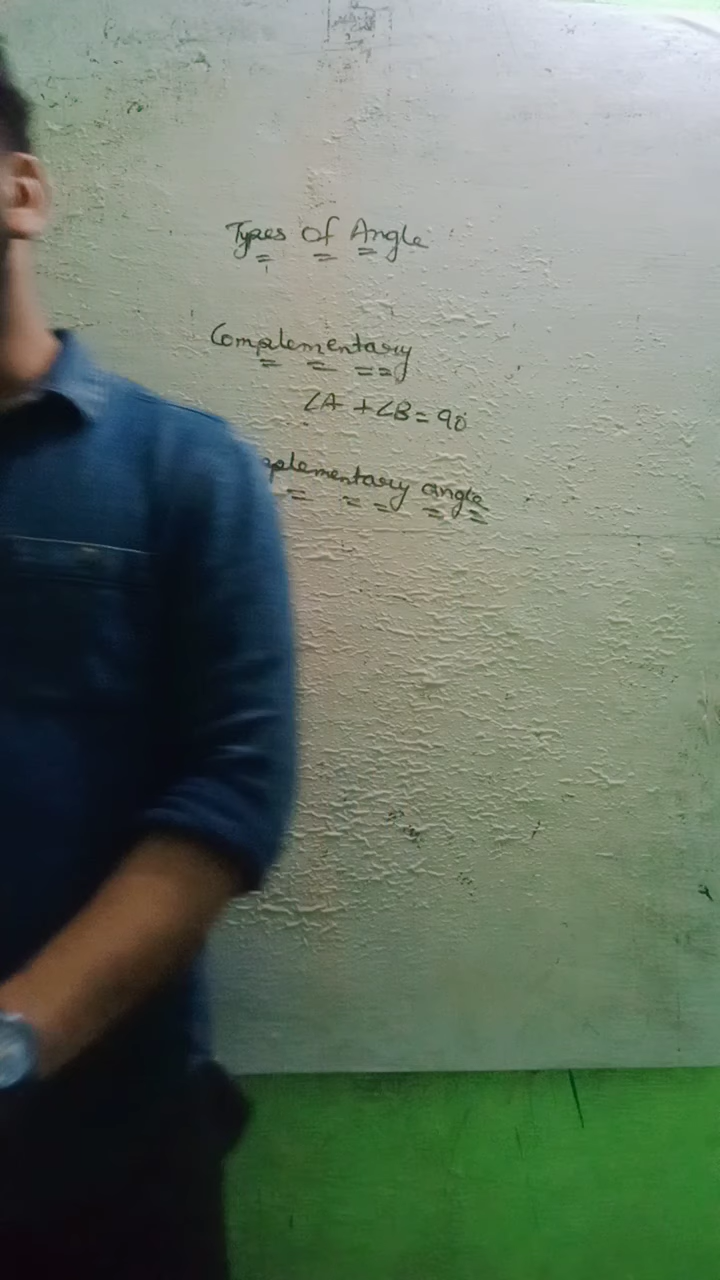 Types Of Angle
Complementary
∠A + ∠B = 90°
plementary angle